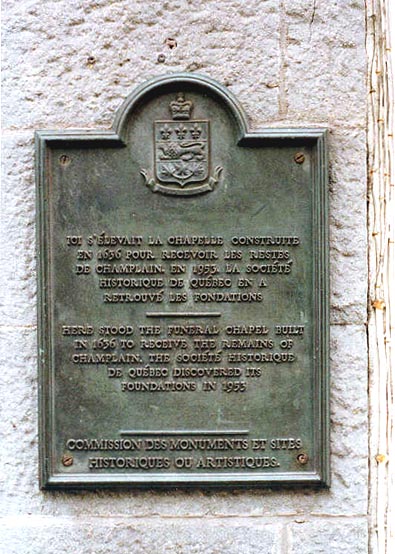 ICI S'ÉLEVAIT LA CHAPELLE CONSTRUITE
EN 1636 POUR RECEVOIR LES RESTES
DE CHAMPLAIN. EN 1953, LA SOCIÉTÉ
HISTORIQUE DE QUÉBEC EN A
RETROUVÉ LES FONDATIONS
HERE STOOD THE FUNERAL CHAPEL BUILT
IN 1636 TO RECEIVE THE REMAINS OF
CHAMPLAIN. THE SOCIÉTÉ HISTORIQUE
DE QUÉBEC DISCOVERED ITS
FOUNDATIONS IN 1953
COMMISSION DES MONUMENTS ET SITES
HISTORIQUES OU ARTISTIQUES.